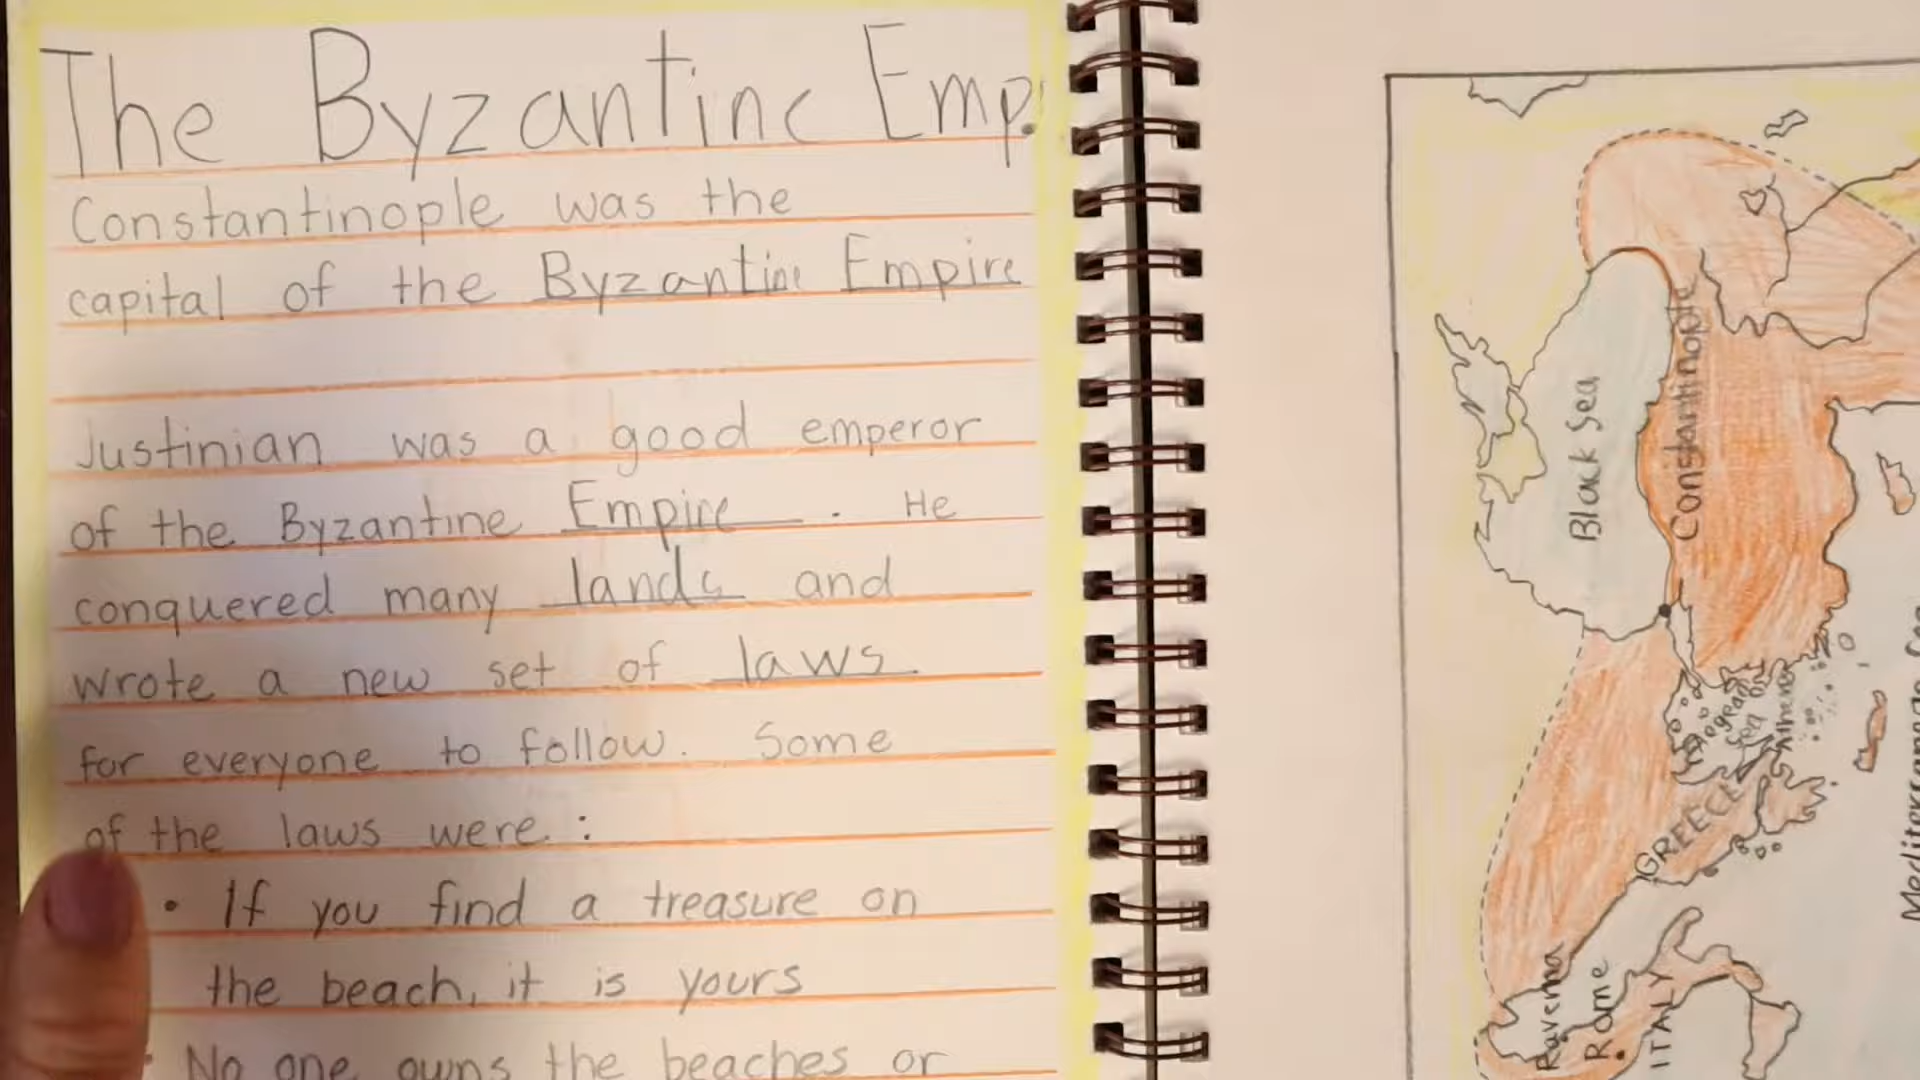 The Byzantine Emp.
Constantinople was the
capital of the Byzantine Empire
Justinian was a good emperor
of the Byzantine Empire. He
conquered many lands and
wrote a new set of laws
for everyone to follow. Some
of the laws were:
• If you find a treasure on
the beach, it is yours
• No one owns the beaches or
Black Sea
Constantinople
Aegean
Sea
Athens
GREECE
Ravenna
Rome
ITALY